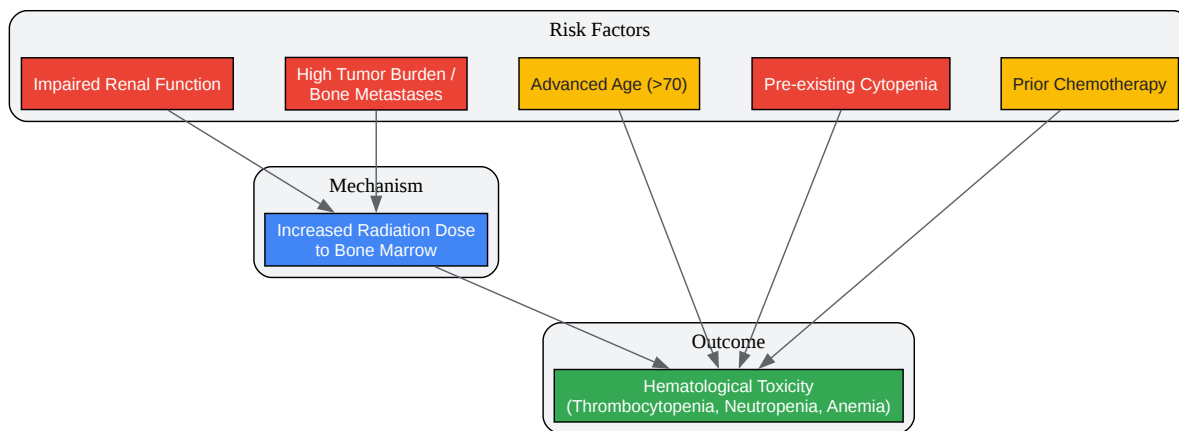 Risk Factors
Impaired Renal Function
High Tumor Burden /
Bone Metastases
Advanced Age (>70)
Pre-existing Cytopenia
Prior Chemotherapy
Mechanism
Increased Radiation Dose
to Bone Marrow
Outcome
Hematological Toxicity
(Thrombocytopenia, Neutropenia, Anemia)